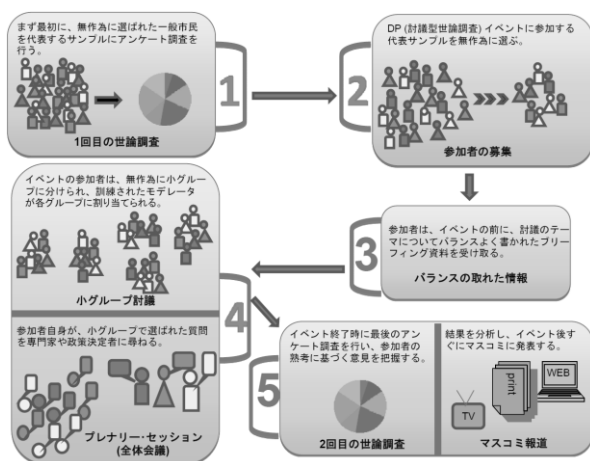 まず最初に、無作為に選ばれた一般市民
を代表するサンプルにアンケート調査を
行う。
1回目の世論調査
1
2
DP (討議型世論調査) イベントに参加する
代表サンプルを無作為に選ぶ。
参加者の募集
3
参加者は、イベントの前に、討議のテー
マについてバランスよく書かれたブリー
フィング資料を受け取る。
バランスの取れた情報
イベントの参加者は、無作為に小グルー
プに分けられ、訓練されたモデレータ
が各グループに割り当てられる。
小グループ討議
4
参加者自身が、小グループで選ばれた質問
を専門家や政策決定者に尋ねる。
プレナリー・セッション
(全体会議)
5
イベント終了時に最後のアン
ケート調査を行い、参加者の
熟考に基づく意見を把握する。
2回目の世論調査
結果を分析し、イベント後す
ぐにマスコミに発表する。
TV
print
WEB
マスコミ報道